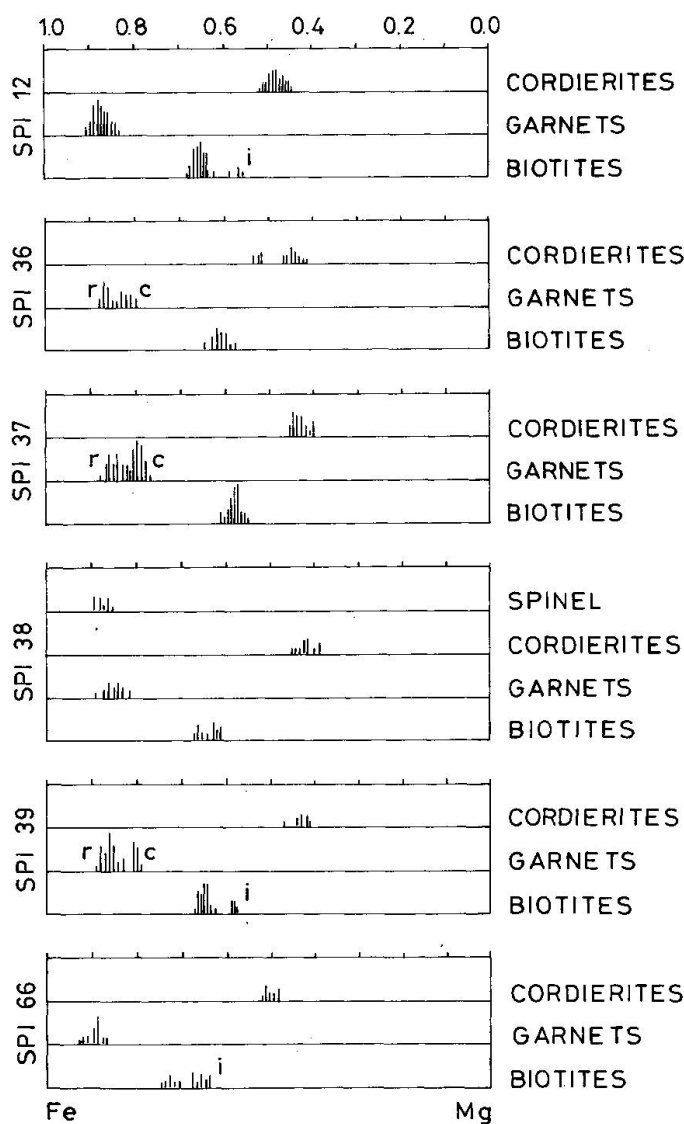 1.0 0.8 0.6 0.4 0.2 0.0
SPI 12
CORDIERITES
GARNETS
i
BIOTITES
SPI 36
CORDIERITES
r c
GARNETS
BIOTITES
SPI 37
CORDIERITES
r c
GARNETS
BIOTITES
SPI 38
SPINEL
CORDIERITES
GARNETS
BIOTITES
SPI 39
CORDIERITES
r c
GARNETS
i
BIOTITES
SPI 66
CORDIERITES
GARNETS
i
BIOTITES
Fe Mg